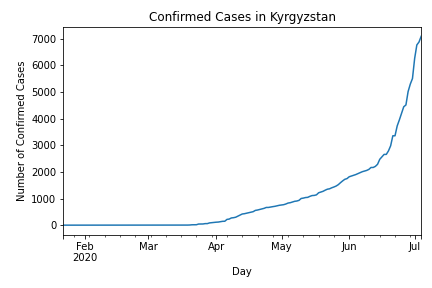 Confirmed Cases in Kyrgyzstan
Number of Confirmed Cases
7000
6000
5000
4000
3000
2000
1000
0
Feb Mar Apr May Jun Jul
2020
Day